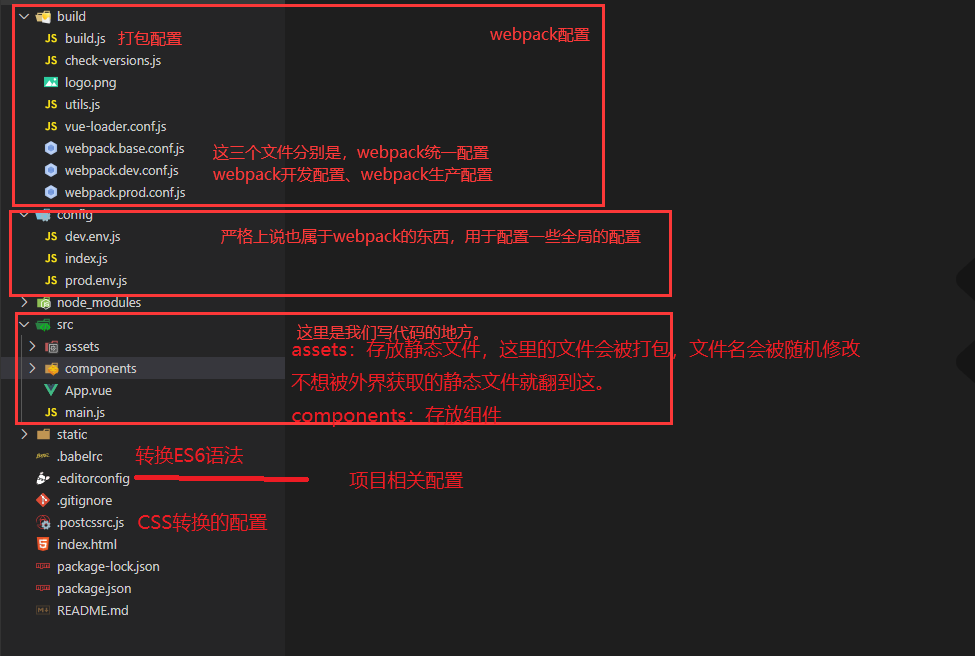 build
build.js 打包配置 webpack配置
check-versions.js
logo.png
utils.js
vue-loader.conf.js
webpack.base.conf.js 这三个文件分别是，webpack统一配置
webpack.dev.conf.js webpack开发配置、webpack生产配置
webpack.prod.conf.js
config
dev.env.js 严格上说也属于webpack的东西，用于配置一些全局的配置
index.js
prod.env.js
node_modules
src 这里是我们写代码的地方。
assets assets：存放静态文件，这里的文件会被打包，文件名会被随机修改
components 不想被外界获取的静态文件就翻到这。
App.vue
main.js components：存放组件
static
.babelrc 转换ES6语法
.editorconfig 项目相关配置
.gitignore
.postcssrc.js CSS转换的配置
index.html
package-lock.json
package.json
README.md